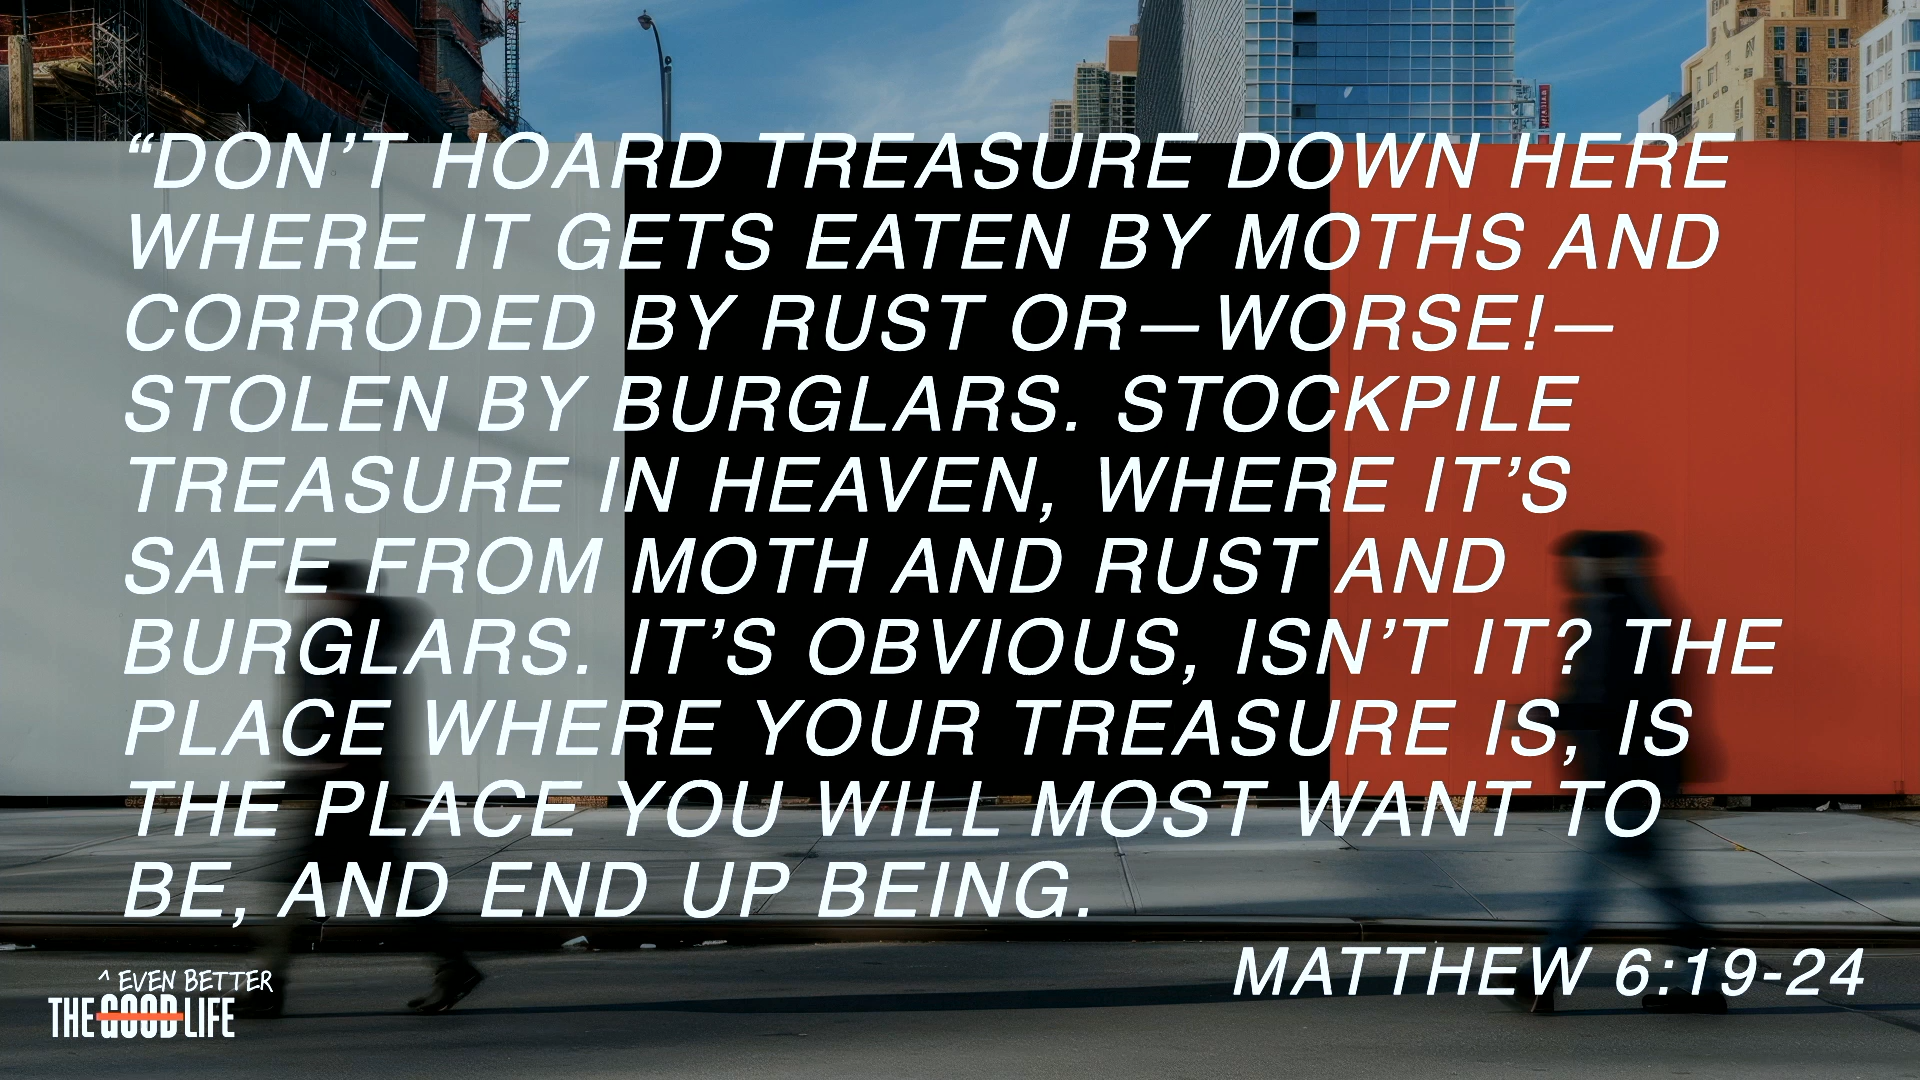 “DON’T HOARD TREASURE DOWN HERE
WHERE IT GETS EATEN BY MOTHS AND
CORRODED BY RUST OR—WORSE!—
STOLEN BY BURGLARS. STOCKPILE
TREASURE IN HEAVEN, WHERE IT’S
SAFE FROM MOTH AND RUST AND
BURGLARS. IT’S OBVIOUS, ISN’T IT? THE
PLACE WHERE YOUR TREASURE IS, IS
THE PLACE YOU WILL MOST WANT TO
BE, AND END UP BEING.
MATTHEW 6:19-24
^ EVEN BETTER
THE GOOD LIFE